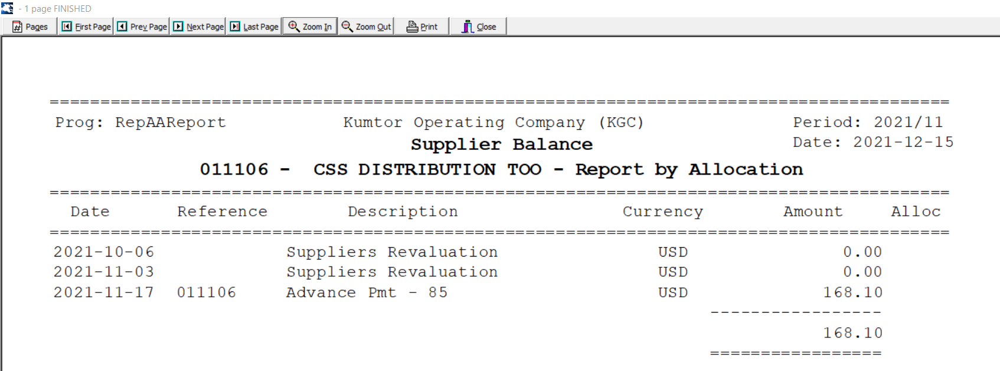 - 1 page FINISHED
Pages First Page Prev Page Next Page Last Page Zoom In Zoom Out Print Close
=========================================================================================
Prog: RepAAReport Kumtor Operating Company (KGC) Period: 2021/11
Supplier Balance Date: 2021-12-15
011106 - CSS DISTRIBUTION TOO - Report by Allocation
=========================================================================================
Date Reference Description Currency Amount Alloc
=========================================================================================
2021-10-06 Suppliers Revaluation USD 0.00
2021-11-03 Suppliers Revaluation USD 0.00
2021-11-17 011106 Advance Pmt - 85 USD 168.10
-----------------
168.10
=================